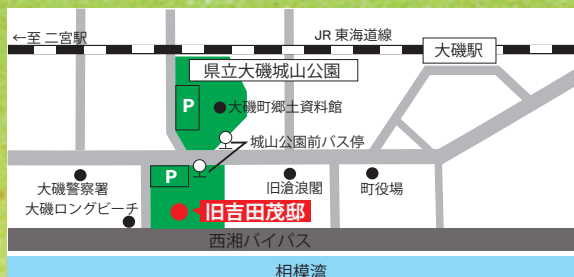 ←至 二宮駅
JR 東海道線
大磯駅
県立大磯城山公園
P
大磯町郷土資料館
城山公園前バス停
P
大磯警察署
旧滄浪閣
町役場
大磯ロングビーチ
旧吉田茂邸
西湘バイパス
相模湾